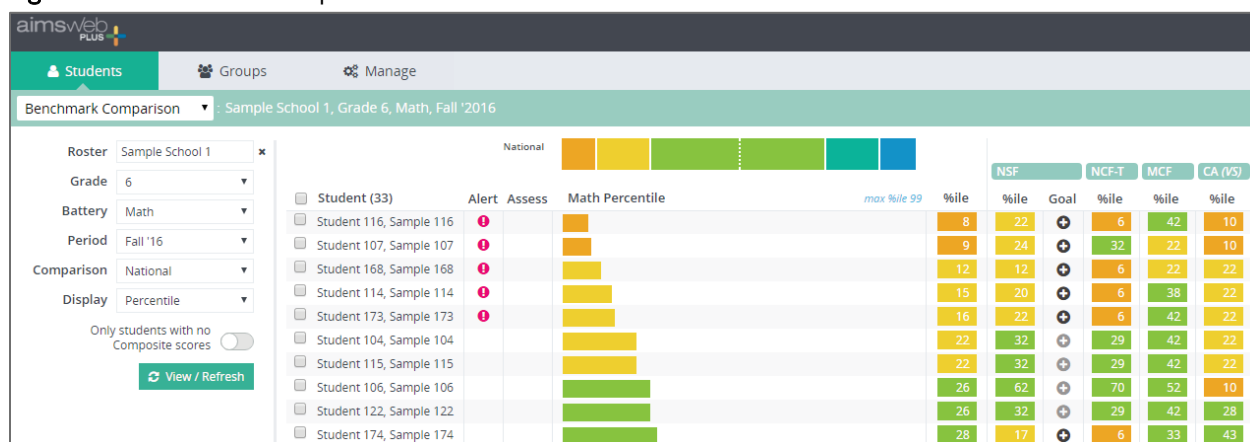 aimsweb
PLUS
Students Groups Manage
Benchmark Comparison : Sample School 1, Grade 6, Math, Fall '2016
Roster Sample School 1 ×
Grade 6
Battery Math
Period Fall '16
Comparison National
Display Percentile
Only students with no
Composite scores
View / Refresh
National
NSF NCF-T MCF CA (VS)
Student (33) Alert Assess Math Percentile max %ile 99 %ile %ile Goal %ile %ile %ile
Student 116, Sample 116 8 22 6 42 10
Student 107, Sample 107 9 24 32 22 10
Student 168, Sample 168 12 12 6 22 22
Student 114, Sample 114 15 20 6 38 22
Student 173, Sample 173 16 22 6 42 22
Student 104, Sample 104 22 32 29 42 22
Student 115, Sample 115 22 32 29 42 22
Student 106, Sample 106 26 62 70 52 10
Student 122, Sample 122 26 32 29 42 28
Student 174, Sample 174 28 17 6 33 43